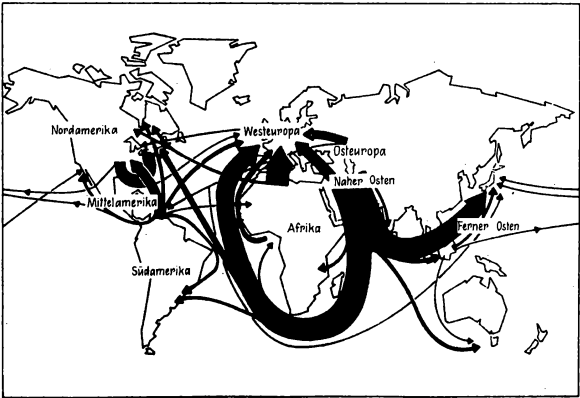 Nordamerika
Westeuropa
Osteuropa
Naher Osten
Mittelamerika
Afrika
Ferner Osten
Südamerika